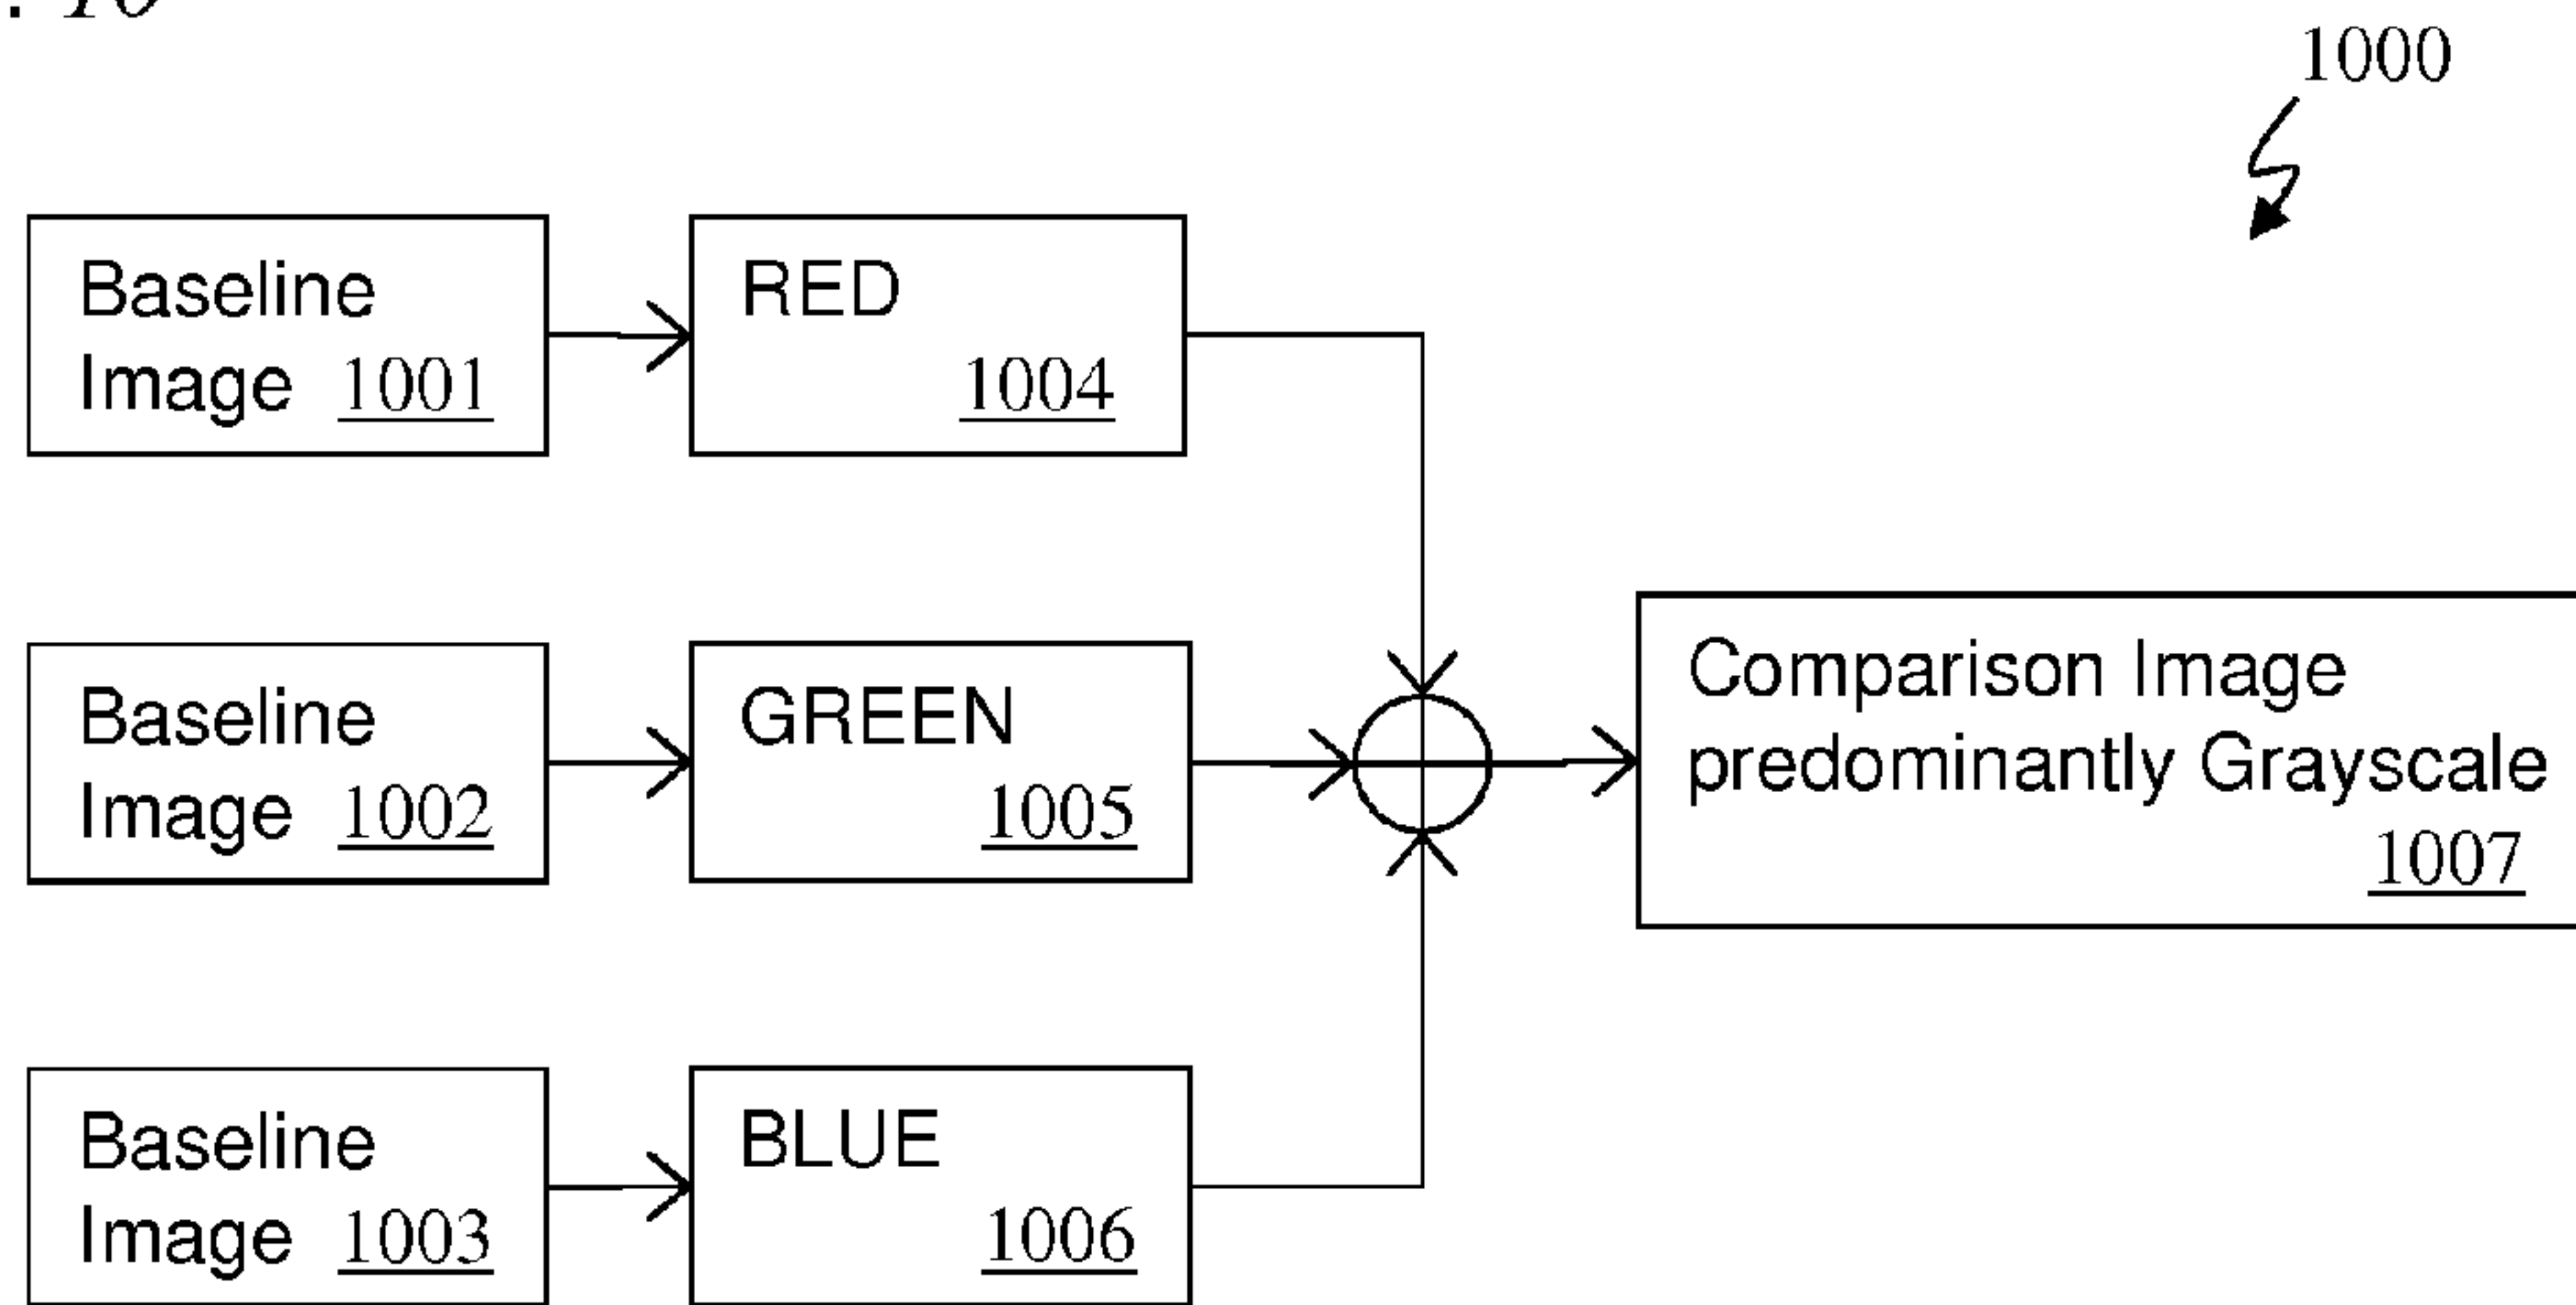 . 10
1000
Baseline
Image 1001
RED
1004
Baseline
Image 1002
GREEN
1005
Comparison Image
predominantly Grayscale
1007
Baseline
Image 1003
BLUE
1006